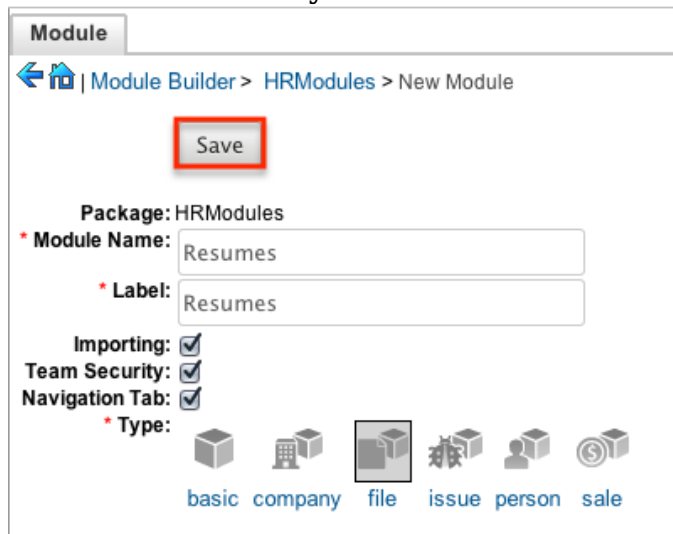 Module
| Module Builder > HRModules > New Module
Save
Package: HRModules
* Module Name: Resumes
* Label: Resumes
Importing:
Team Security:
Navigation Tab:
* Type:
basic company file issue person sale